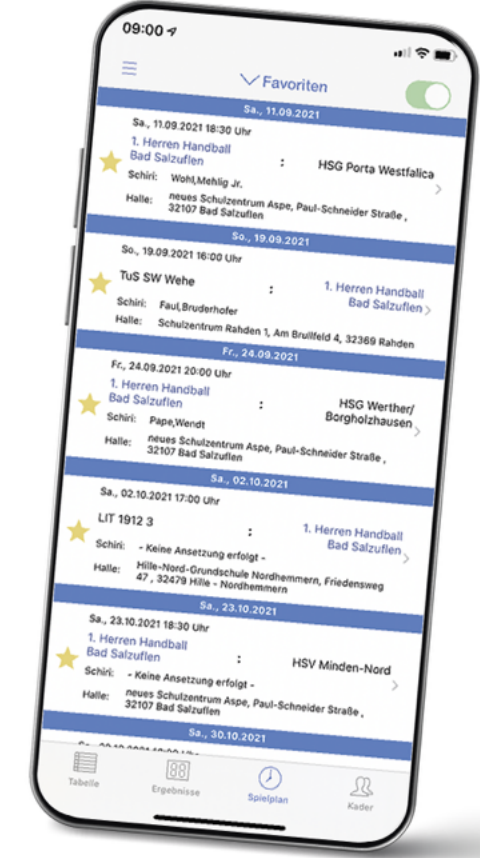 09:00
Favoriten
Sa., 11.09.2021
Sa., 11.09.2021 18:30 Uhr
1. Herren Handball
Bad Salzuflen
:
HSG Porta Westfalica
Schiri: Wohl,Mehlig Jr.
Halle: neues Schulzentrum Aspe, Paul-Schneider Straße ,
32107 Bad Salzuflen
So., 19.09.2021
So., 19.09.2021 16:00 Uhr
TuS SW Wehe
:
1. Herren Handball
Bad Salzuflen
Schiri: Faul,Bruderhofer
Halle: Schulzentrum Rahden 1, Am Brullfeld 4, 32369 Rahden
Fr., 24.09.2021
Fr., 24.09.2021 20:00 Uhr
1. Herren Handball
Bad Salzuflen
:
HSG Werther/
Borgholzhausen
Schiri: Pape,Wendt
Halle: neues Schulzentrum Aspe, Paul-Schneider Straße ,
32107 Bad Salzuflen
Sa., 02.10.2021
Sa., 02.10.2021 17:00 Uhr
LIT 1912 3
:
1. Herren Handball
Bad Salzuflen
Schiri: - Keine Ansetzung erfolgt -
Halle: Hille-Nord-Grundschule Nordhemmern, Friedensweg
47 , 32479 Hille - Nordhemmern
Sa., 23.10.2021
Sa., 23.10.2021 18:30 Uhr
1. Herren Handball
Bad Salzuflen
:
HSV Minden-Nord
Schiri: - Keine Ansetzung erfolgt -
Halle: neues Schulzentrum Aspe, Paul-Schneider Straße ,
32107 Bad Salzuflen
Sa., 30.10.2021
Tabelle
Ergebnisse
Spielplan
Kader